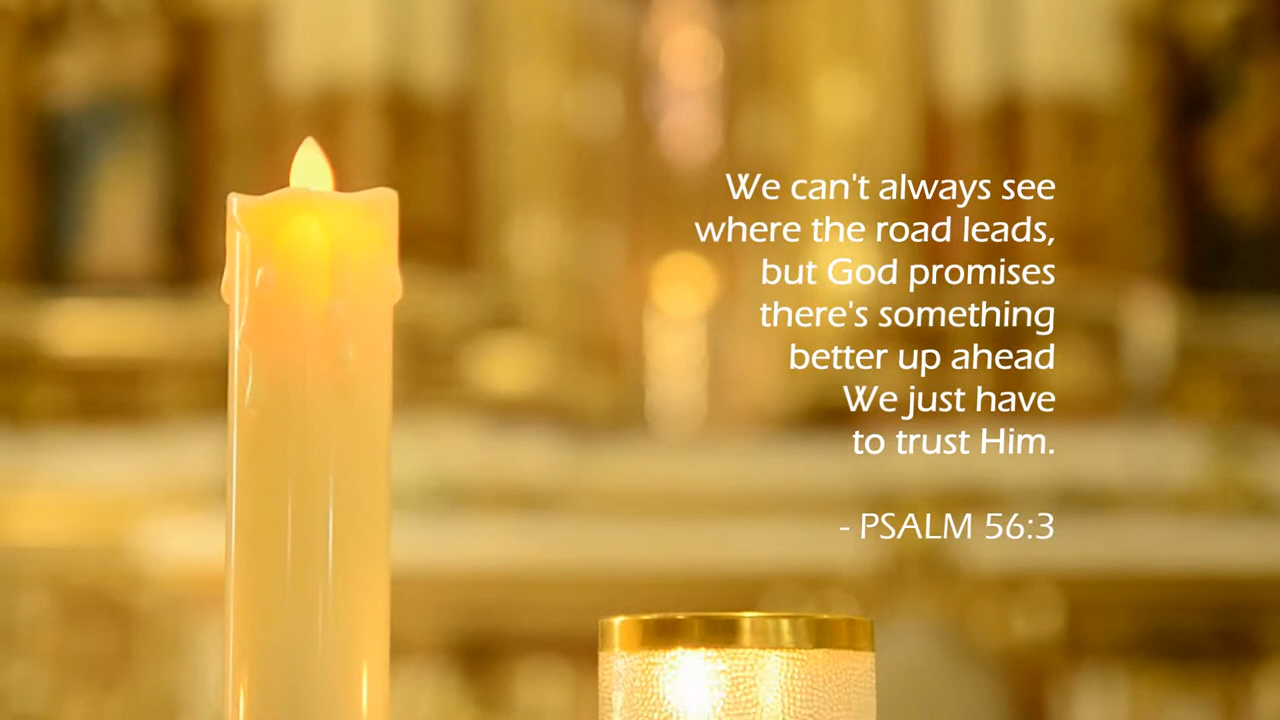 We can't always see
where the road leads,
but God promises
there's something
better up ahead
We just have
to trust Him.
- PSALM 56:3